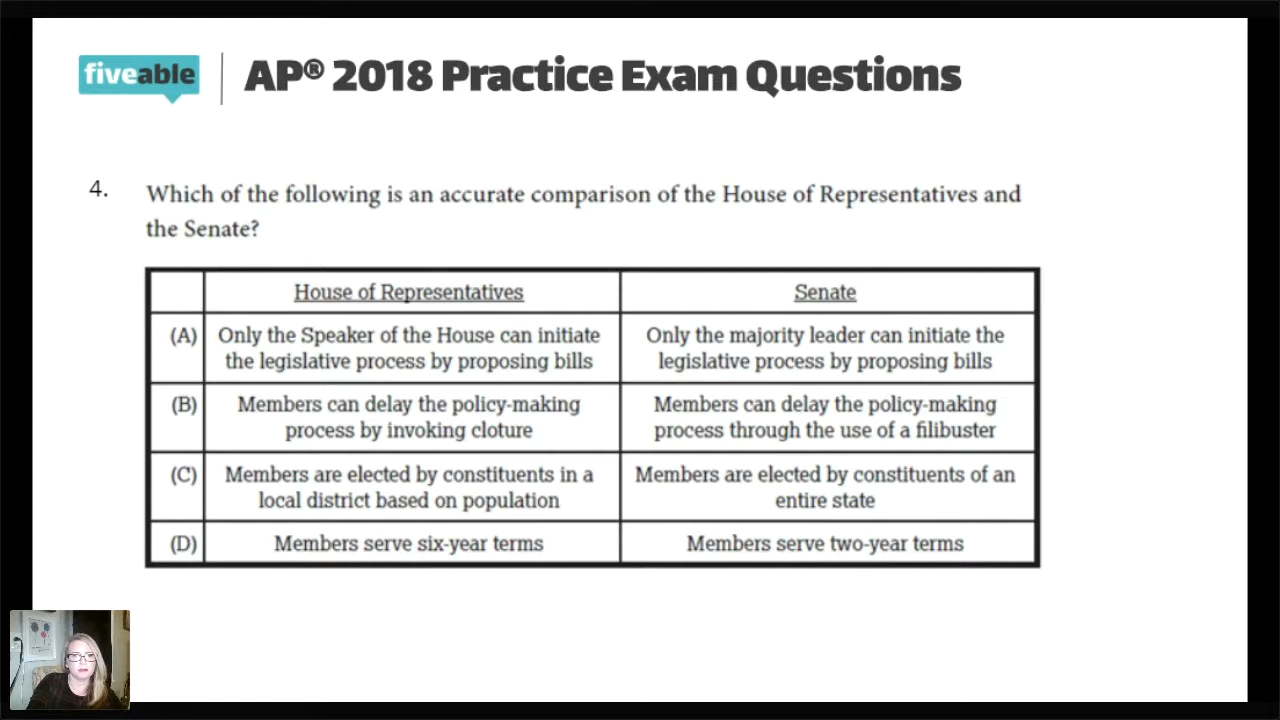 fiveable
AP® 2018 Practice Exam Questions
4.
Which of the following is an accurate comparison of the House of Representatives and
the Senate?
House of Representatives
Senate
(A)
Only the Speaker of the House can initiate
the legislative process by proposing bills
Only the majority leader can initiate the
legislative process by proposing bills
(B)
Members can delay the policy-making
process by invoking cloture
Members can delay the policy-making
process through the use of a filibuster
(C)
Members are elected by constituents in a
local district based on population
Members are elected by constituents of an
entire state
(D)
Members serve six-year terms
Members serve two-year terms